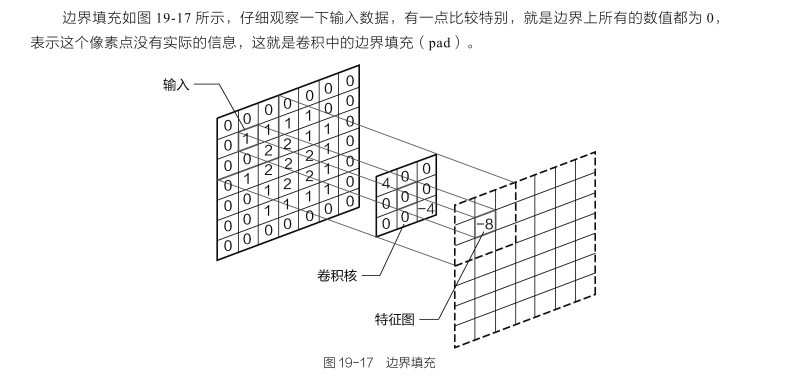 边界填充如图 19-17 所示，仔细观察一下输入数据，有一点比较特别，就是边界上所有的数值都为 0，
表示这个像素点没有实际的信息，这就是卷积中的边界填充（pad）。
输入
0 0 0 0 0 0 0
0 1 1 1 1 0 0
0 0 2 2 1 1 0
0 1 2 2 2 1 0
0 0 1 2 2 1 0
0 0 1 1 1 1 0
0 0 0 0 0 0 0
4 0 0
0 0 0
0 0 −4
−8
卷积核
特征图
图 19-17 边界填充